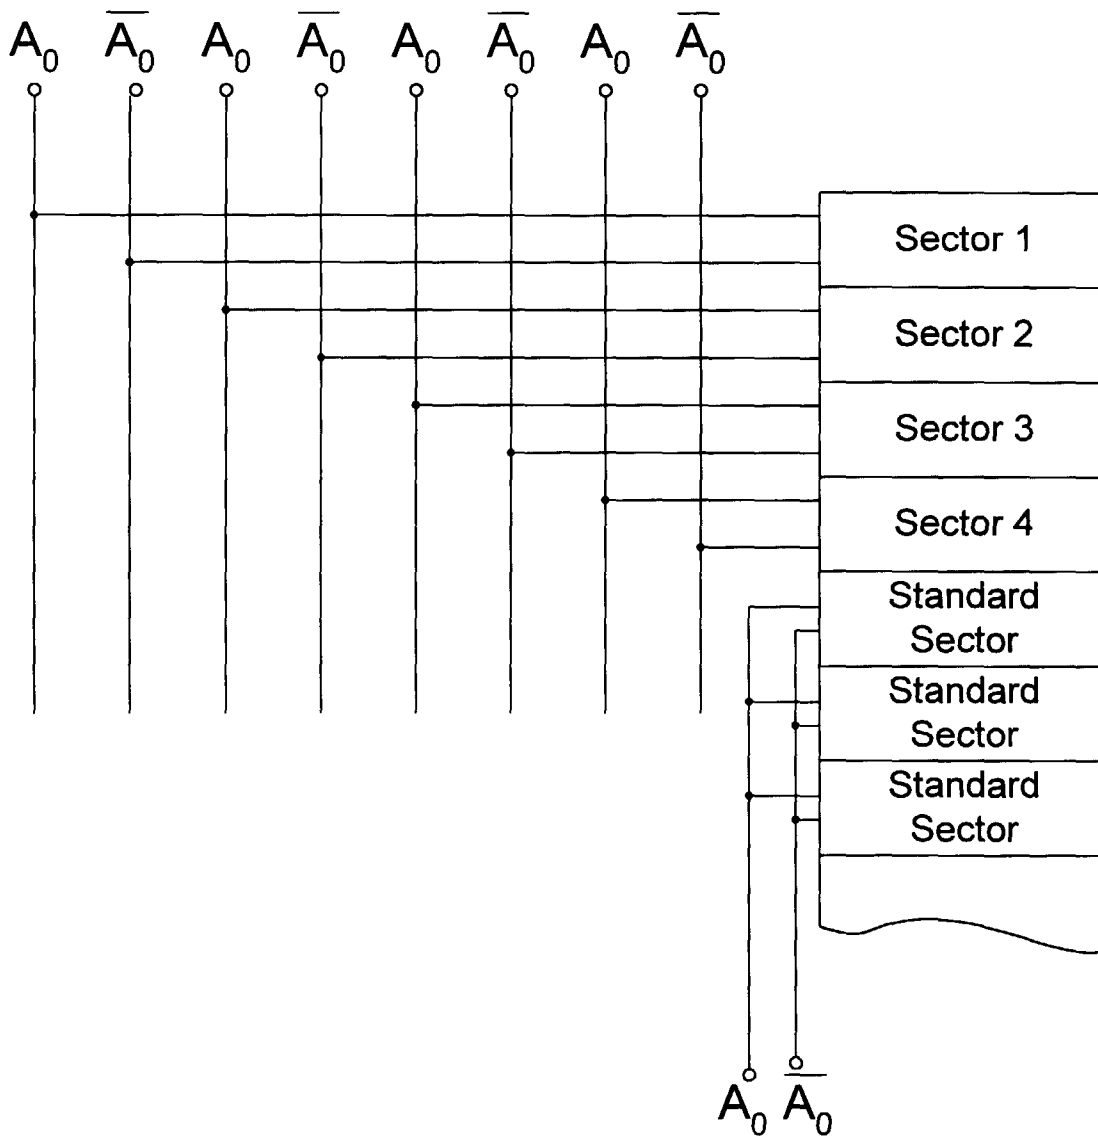 A₀ A̅₀ A₀ A̅₀ A₀ A̅₀ A₀ A̅₀
Sector 1
Sector 2
Sector 3
Sector 4
Standard
Sector
Standard
Sector
Standard
Sector
A₀ A̅₀